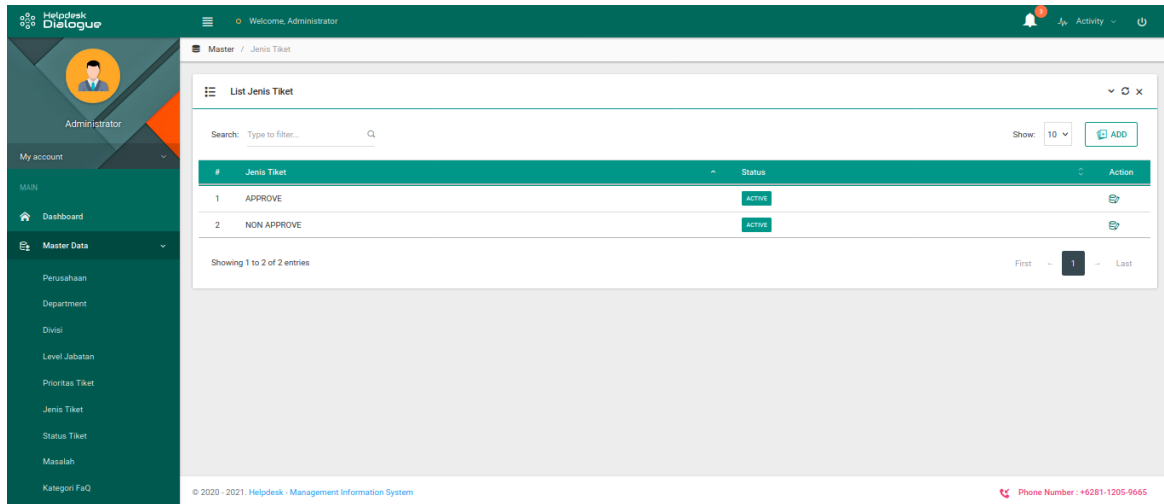 Helpdesk
Dialogue
Welcome, Administrator
3
Activity
Administrator
My account
MAIN
Dashboard
Master Data
Perusahaan
Department
Divisi
Level Jabatan
Prioritas Tiket
Jenis Tiket
Status Tiket
Masalah
Kategori FaQ
Master / Jenis Tiket
List Jenis Tiket
Search: Type to filter... Show: 10 ADD
# Jenis Tiket Status Action
1 APPROVE ACTIVE
2 NON APPROVE ACTIVE
Showing 1 to 2 of 2 entries First ← 1 → Last
© 2020 - 2021. Helpdesk - Management Information System Phone Number : +6281-1205-9665